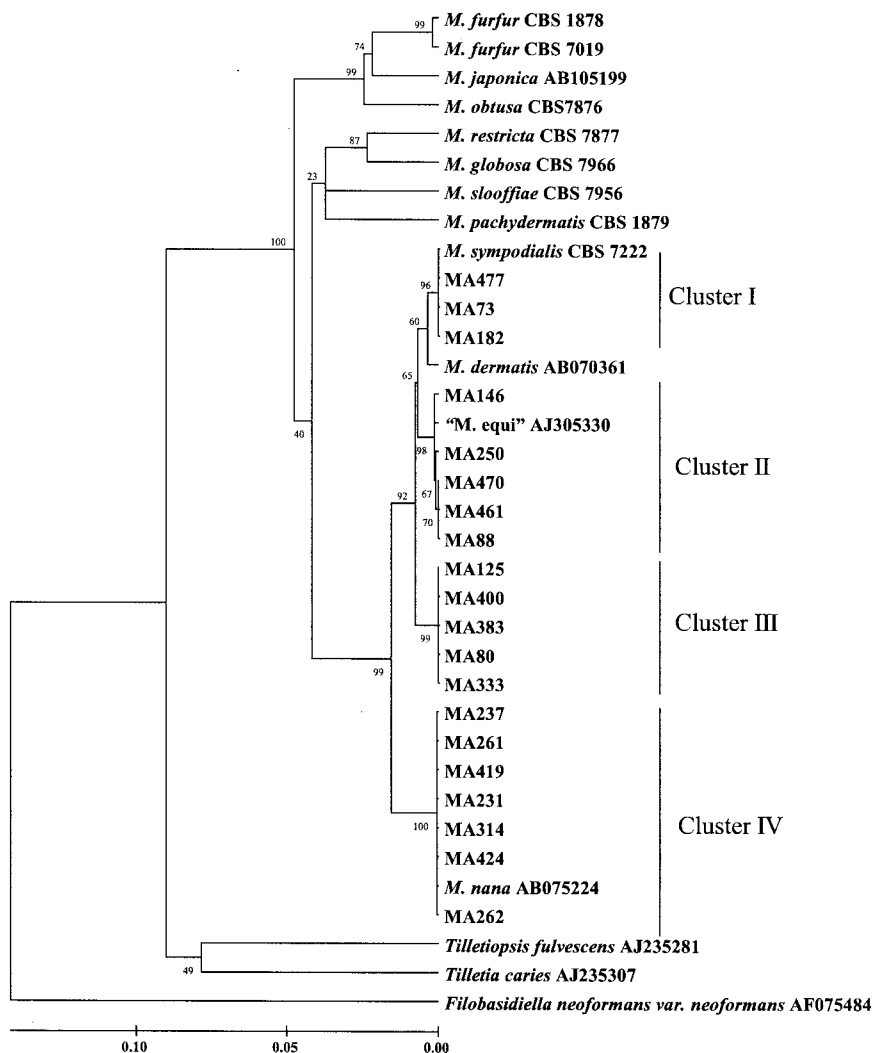 99
M. furfur CBS 1878
M. furfur CBS 7019
74
99
M. japonica AB105199
M. obtusa CBS7876
87
M. restricta CBS 7877
M. globosa CBS 7966
23
M. slooffiae CBS 7956
M. pachydermatis CBS 1879
100
M. sympodialis CBS 7222
MA477
96
MA73
MA182
Cluster I
60
M. dermatis AB070361
65
MA146
“M. equi” AJ305330
MA250
98
MA470
67
MA461
70
MA88
Cluster II
40
92
MA125
MA400
MA383
99
MA80
MA333
Cluster III
99
MA237
MA261
MA419
MA231
MA314
100
MA424
M. nana AB075224
MA262
Cluster IV
Tilletiopsis fulvescens AJ235281
49
Tilletia caries AJ235307
Filobasidiella neoformans var. neoformans AF075484
0.10 0.05 0.00